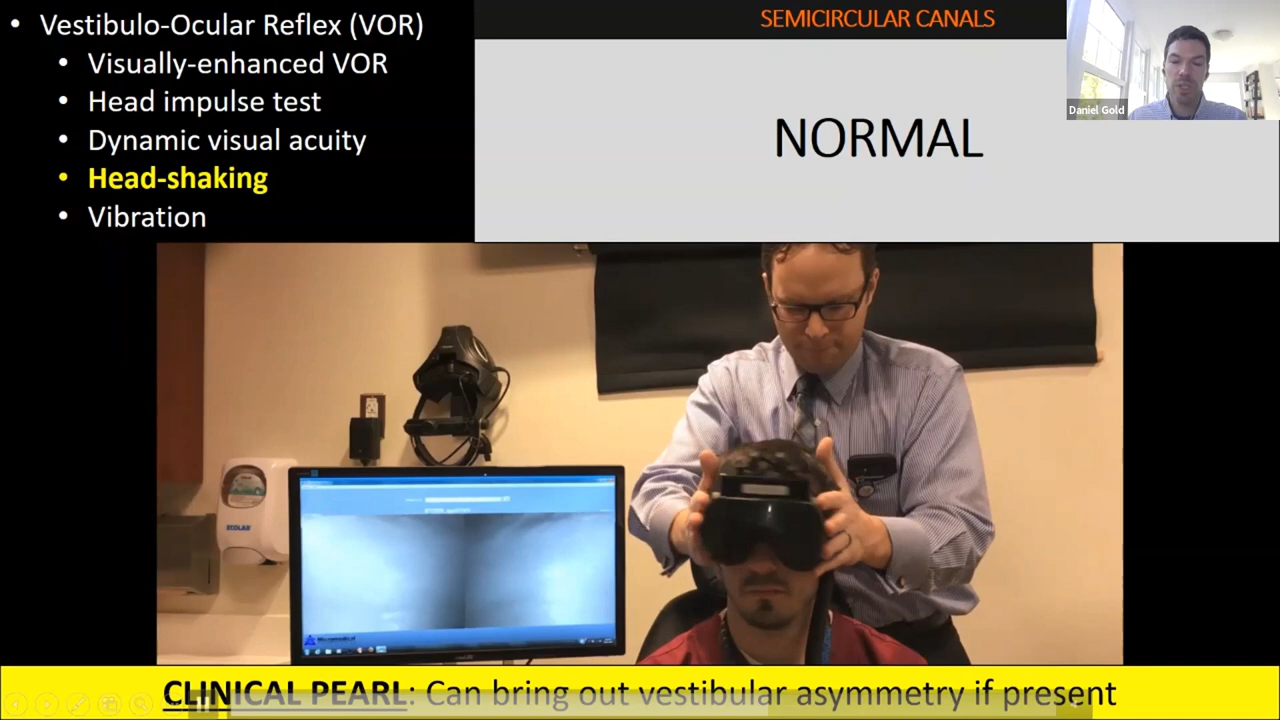 • Vestibulo-Ocular Reflex (VOR)
• Visually-enhanced VOR
• Head impulse test
• Dynamic visual acuity
• Head-shaking
• Vibration
SEMICIRCULAR CANALS
NORMAL
Daniel Gold
ECOLAB
CLINICAL PEARL: Can bring out vestibular asymmetry if present